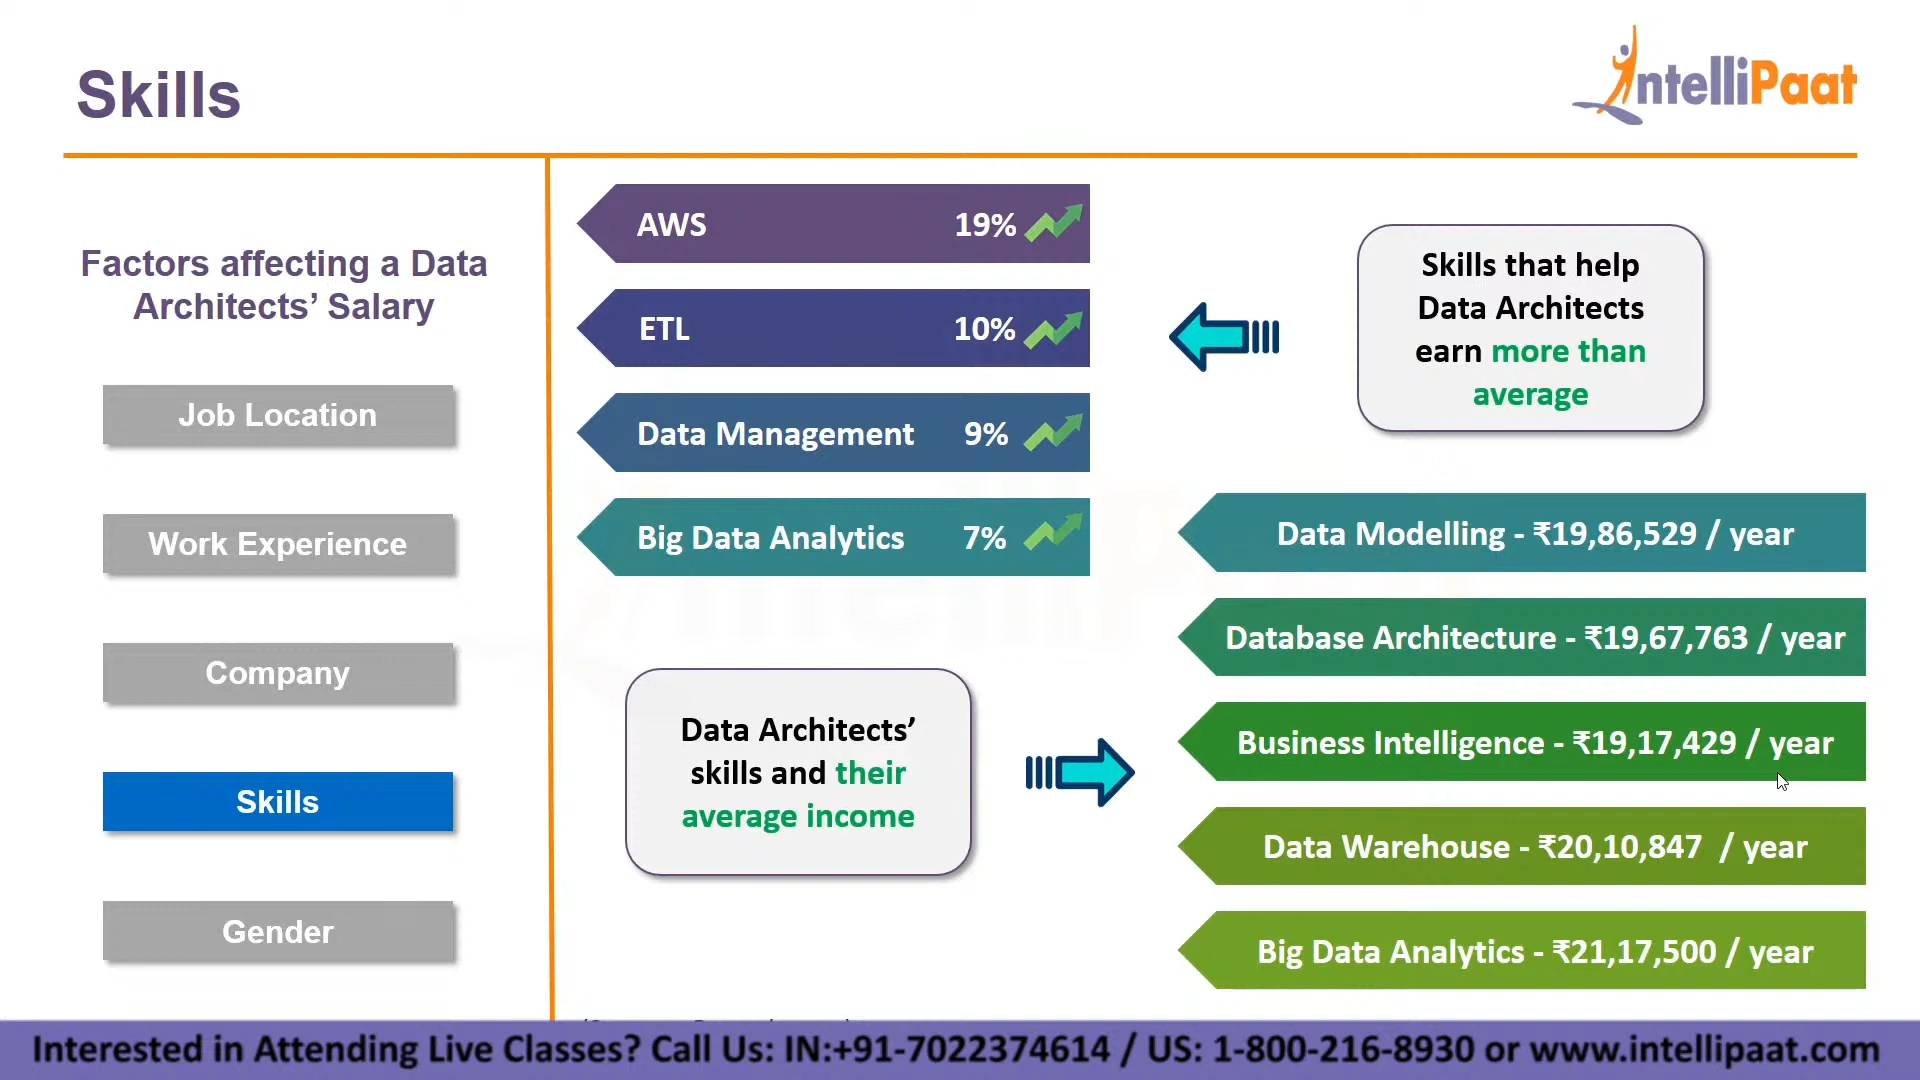 Skills
IntelliPaat
Factors affecting a Data
Architects’ Salary
Job Location
Work Experience
Company
Skills
Gender
AWS 19%
ETL 10%
Data Management 9%
Big Data Analytics 7%
Skills that help
Data Architects
earn more than
average
Data Architects’
skills and their
average income
Data Modelling - ₹19,86,529 / year
Database Architecture - ₹19,67,763 / year
Business Intelligence - ₹19,17,429 / year
Data Warehouse - ₹20,10,847 / year
Big Data Analytics - ₹21,17,500 / year
Interested in Attending Live Classes? Call Us: IN:+91-7022374614 / US: 1-800-216-8930 or www.intellipaat.com